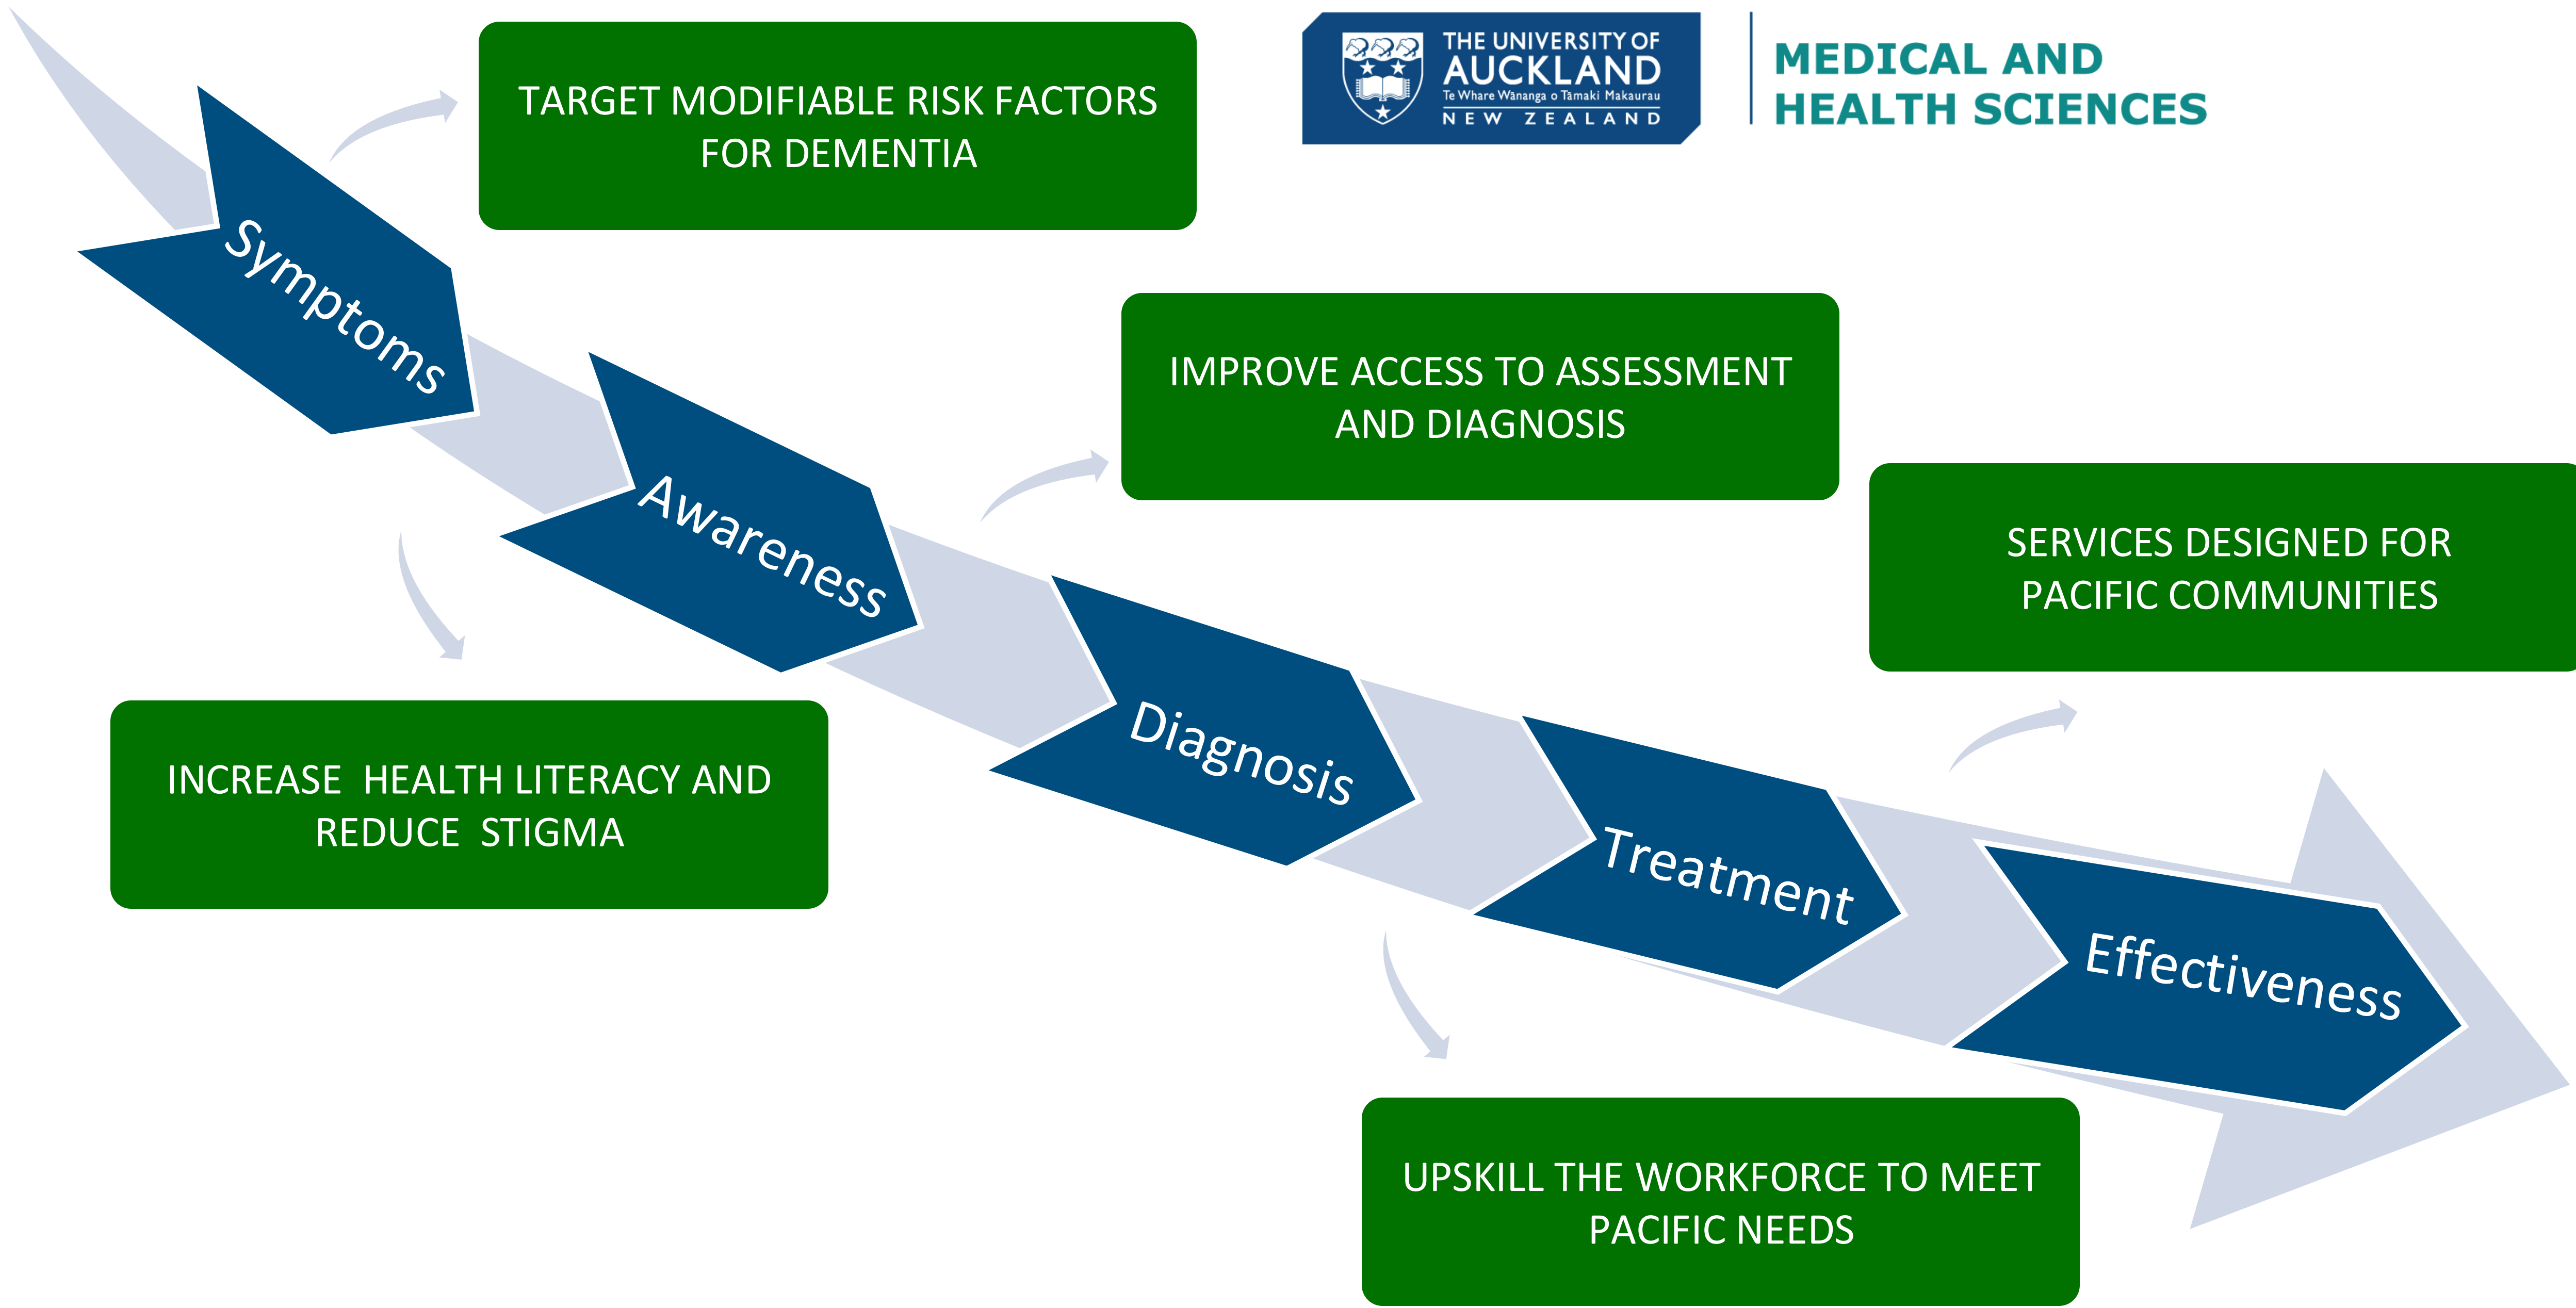 TARGET MODIFIABLE RISK FACTORS
FOR DEMENTIA
THE UNIVERSITY OF
AUCKLAND
Te Whare Wānanga o Tāmaki Makaurau
NEW ZEALAND
MEDICAL AND
HEALTH SCIENCES
Symptoms
IMPROVE ACCESS TO ASSESSMENT
AND DIAGNOSIS
Awareness
SERVICES DESIGNED FOR
PACIFIC COMMUNITIES
INCREASE  HEALTH LITERACY AND
REDUCE  STIGMA
Diagnosis
Treatment
Effectiveness
UPSKILL THE WORKFORCE TO MEET
PACIFIC NEEDS